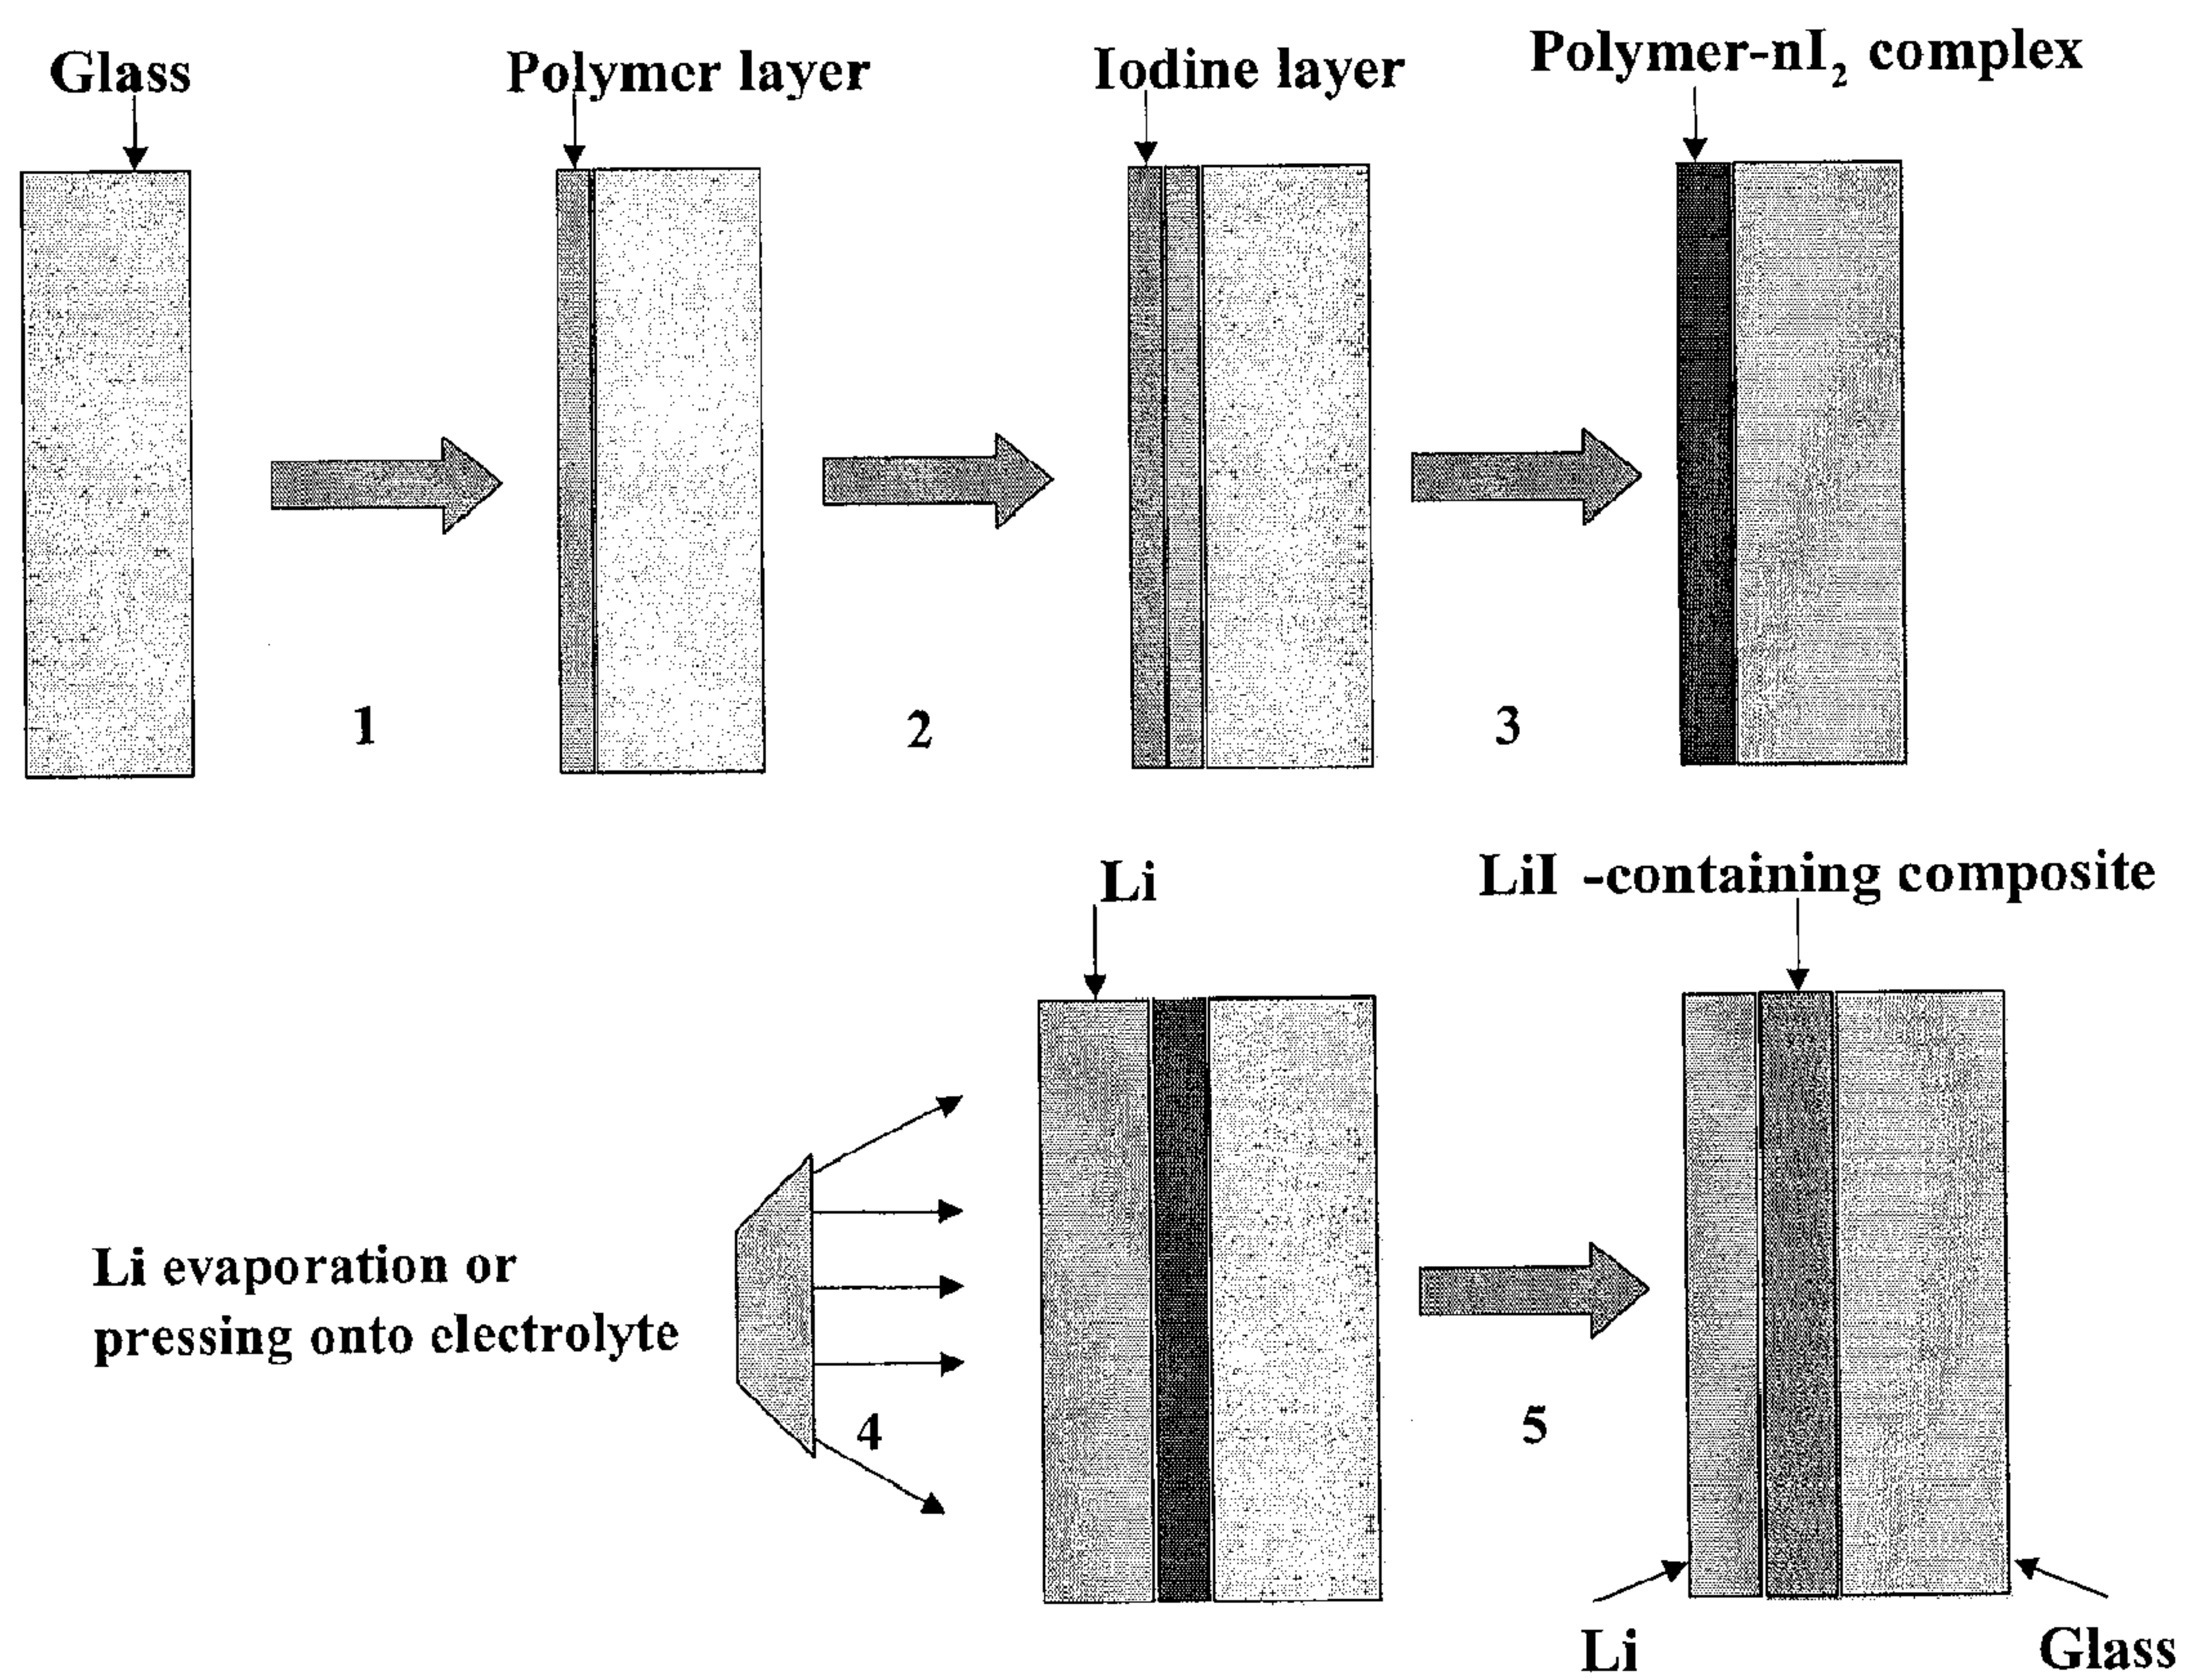 Glass
Polymer layer
Iodine layer
Polymer-nI₂ complex
1
2
3
Li
LiI -containing composite
Li evaporation or
pressing onto electrolyte
4
5
Li
Glass